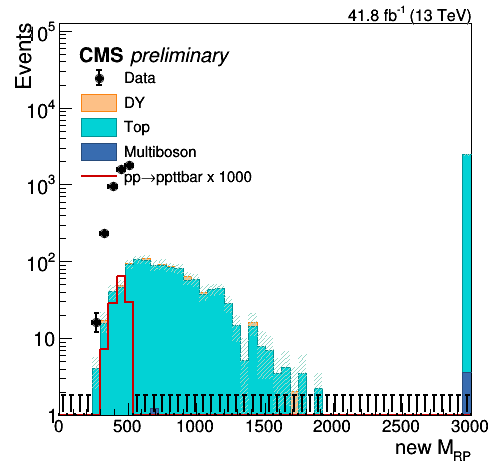 41.8 fb⁻¹ (13 TeV)
Events
CMS preliminary
Data
DY
Top
Multiboson
pp→ppttbar x 1000
10⁵
10⁴
10³
10²
10
1
0 500 1000 1500 2000 2500 3000
new M_RP